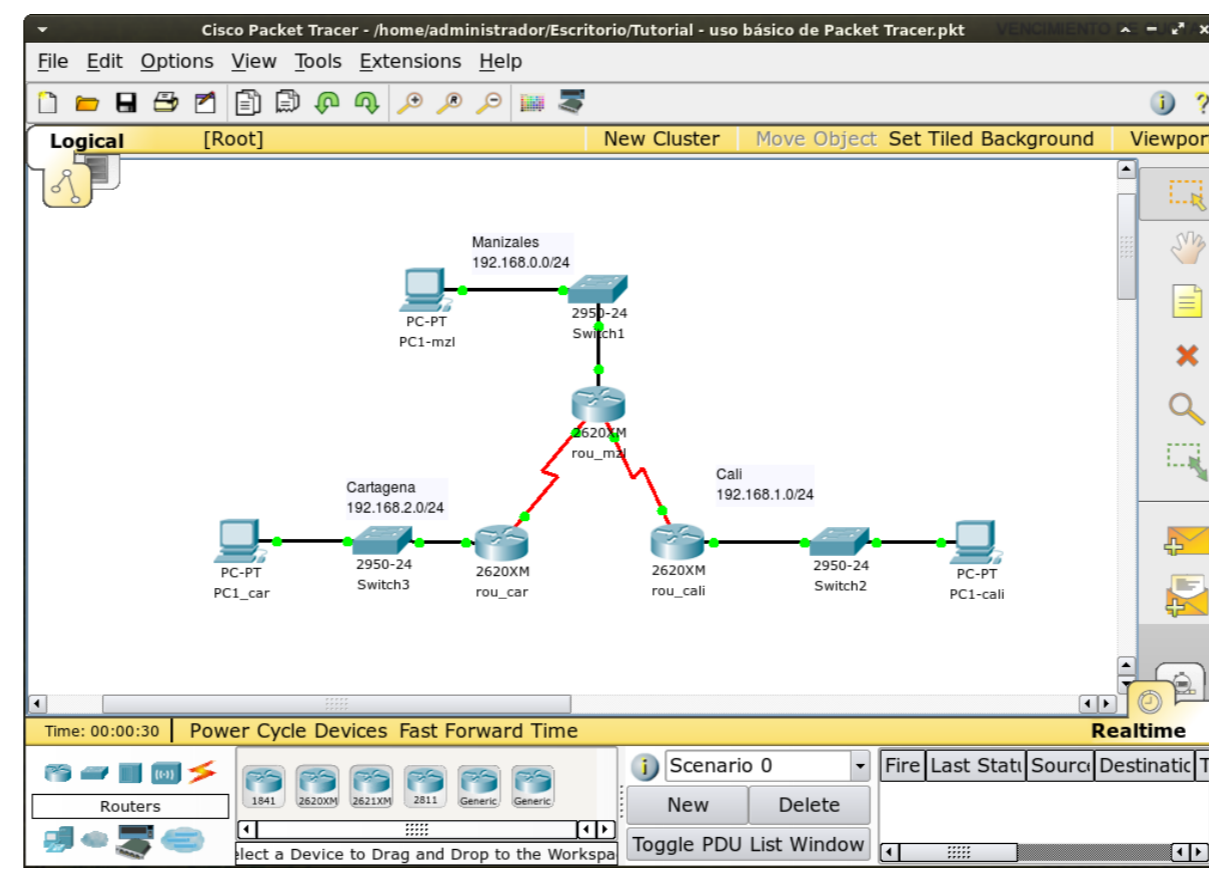 Cisco Packet Tracer - /home/administrador/Escritorio/Tutorial - uso básico de Packet Tracer.pkt
VENCIMIENTO DE
File Edit Options View Tools Extensions Help
Logical [Root] New Cluster Move Object Set Tiled Background Viewpor
Manizales
192.168.0.0/24
PC-PT
PC1-mzl
2950-24
Switch1
2620XM
rou_mzl
Cartagena
192.168.2.0/24
Cali
192.168.1.0/24
PC-PT
PC1_car
2950-24
Switch3
2620XM
rou_car
2620XM
rou_cali
2950-24
Switch2
PC-PT
PC1-cali
Time: 00:00:30 Power Cycle Devices Fast Forward Time Realtime
Routers
1841 2620XM 2621XM 2811 Generic Generic
elect a Device to Drag and Drop to the Workspa
Scenario 0
New Delete
Toggle PDU List Window
Fire Last Statu Source Destinatic T